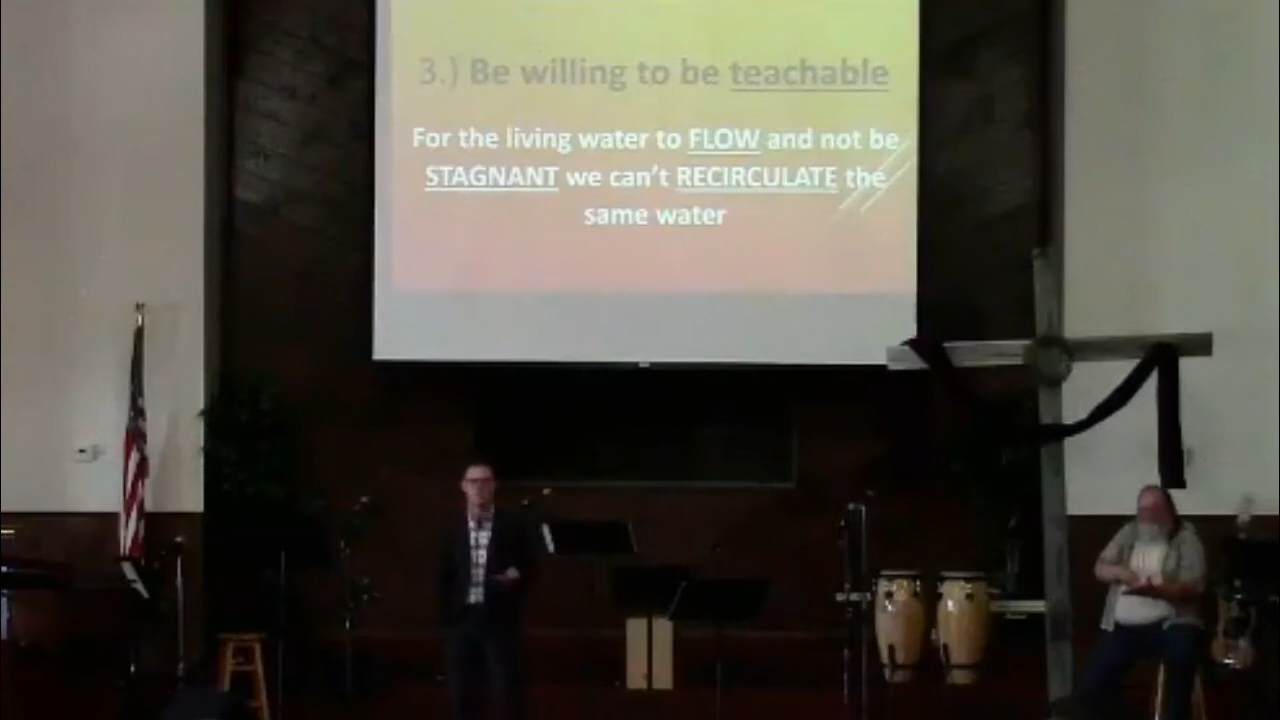 3.) Be willing to be teachable
For the living water to FLOW and not be
STAGNANT we can't RECIRCULATE the
same water